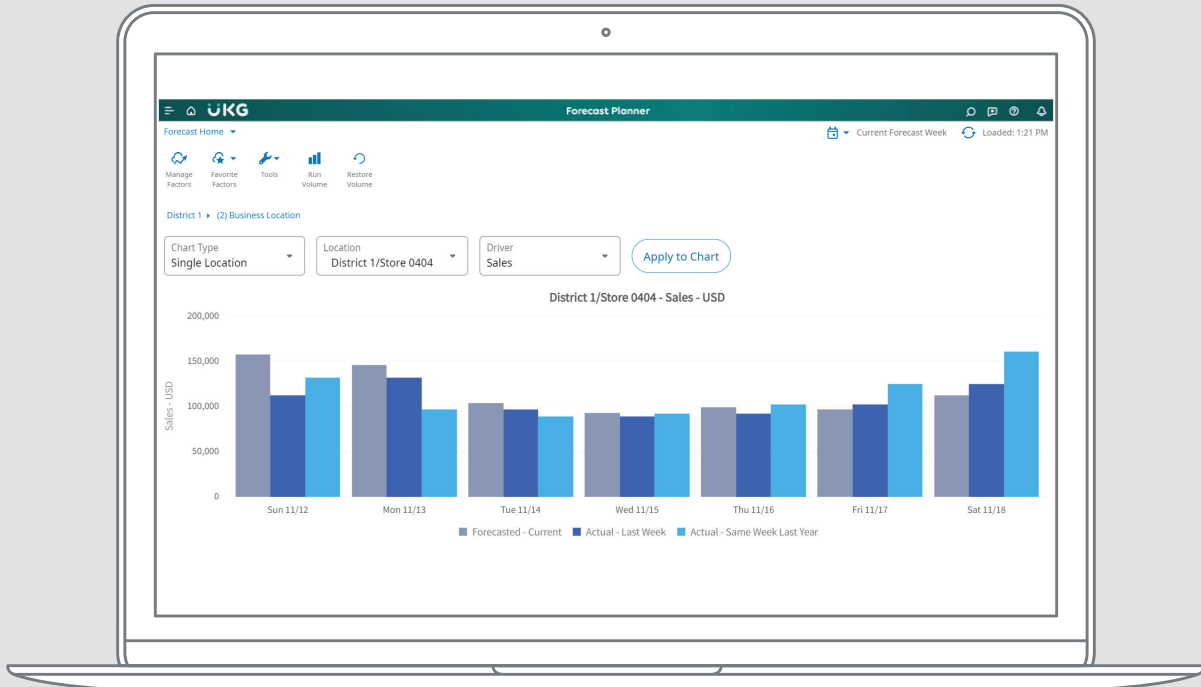 UKG
Forecast Planner
Forecast Home
Current Forecast Week
Loaded: 1:21 PM
Manage Factors
Favorite Factors
Tools
Run Volume
Restore Volume
District 1
(2) Business Location
Chart Type
Single Location
Location
District 1/Store 0404
Driver
Sales
Apply to Chart
District 1/Store 0404 - Sales - USD
Sales - USD
200,000
150,000
100,000
50,000
0
Sun 11/12
Mon 11/13
Tue 11/14
Wed 11/15
Thu 11/16
Fri 11/17
Sat 11/18
Forecasted - Current
Actual - Last Week
Actual - Same Week Last Year